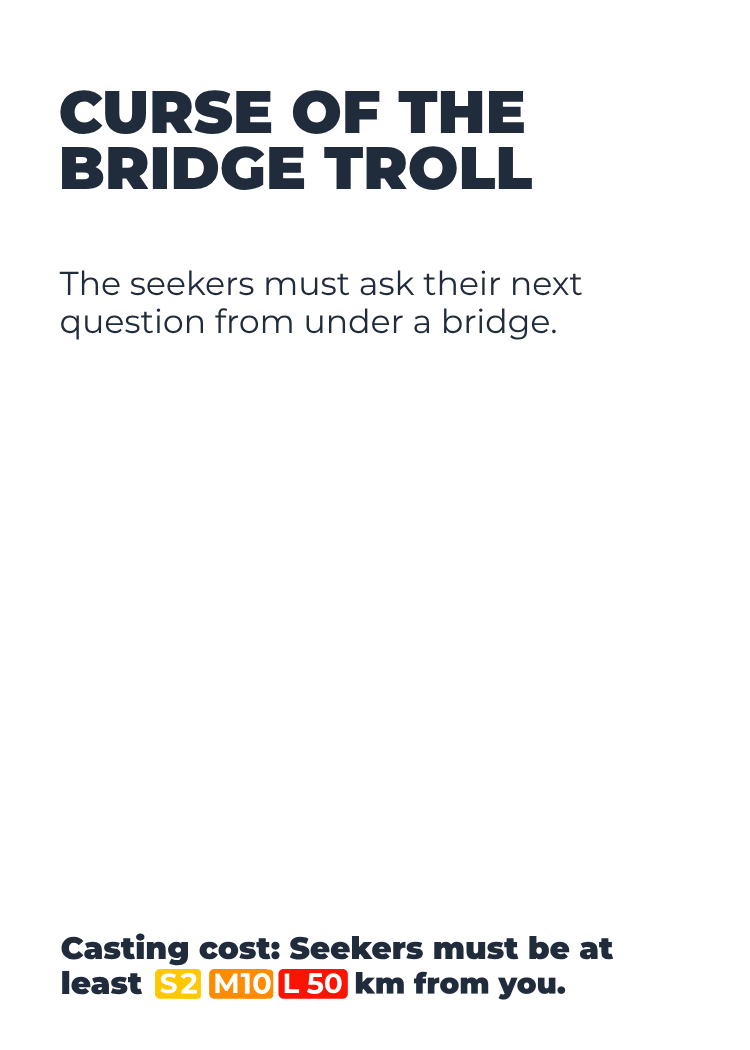 CURSE OF THE
BRIDGE TROLL
The seekers must ask their next
question from under a bridge.
Casting cost: Seekers must be at
least S2 M10 L 50 km from you.